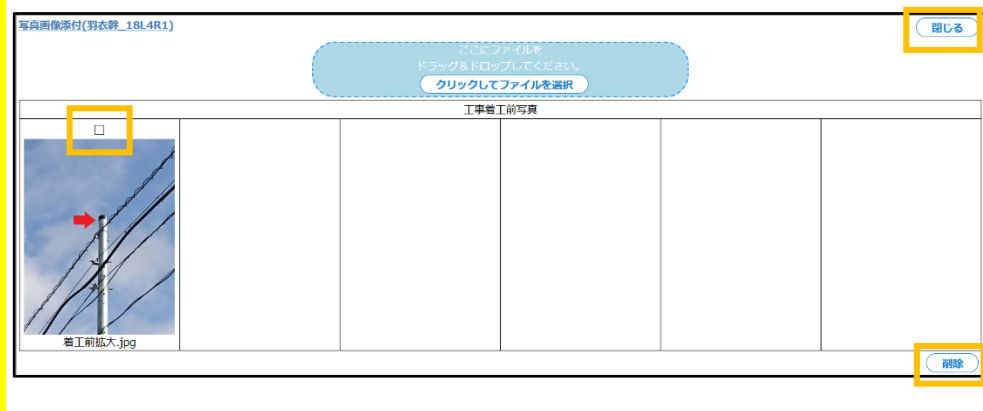 写真画像添付(羽衣幹_18L4R1)
閉じる
ここにファイルを
ドラッグ&ドロップしてください。
クリックしてファイルを選択
工事着工前写真
着工前拡大.jpg
削除